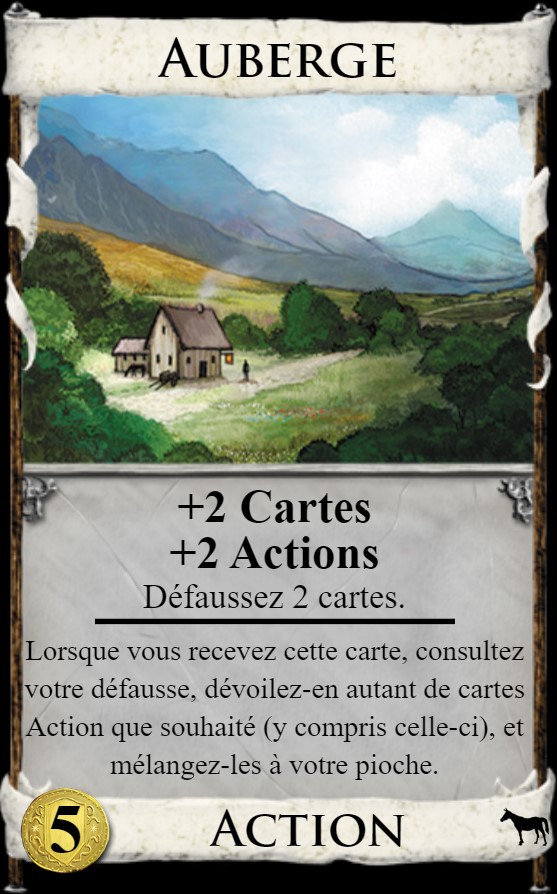 AUBERGE
+2 Cartes
+2 Actions
Défaussez 2 cartes.
Lorsque vous recevez cette carte, consultez
votre défausse, dévoilez-en autant de cartes
Action que souhaité (y compris celle-ci), et
mélangez-les à votre pioche.
5
ACTION